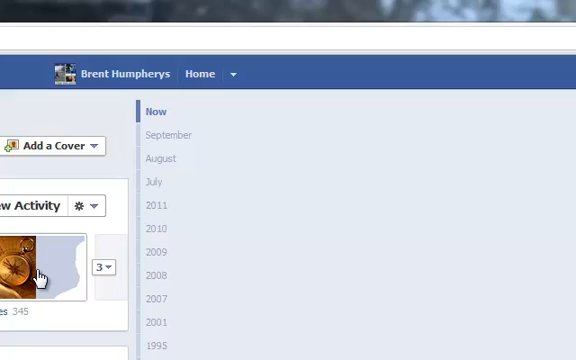 Brent Humpherys Home
Now
September
Add a Cover
August
July
ew Activity
2011
2010
2009
3
2008
2007
es 345
2001
1995